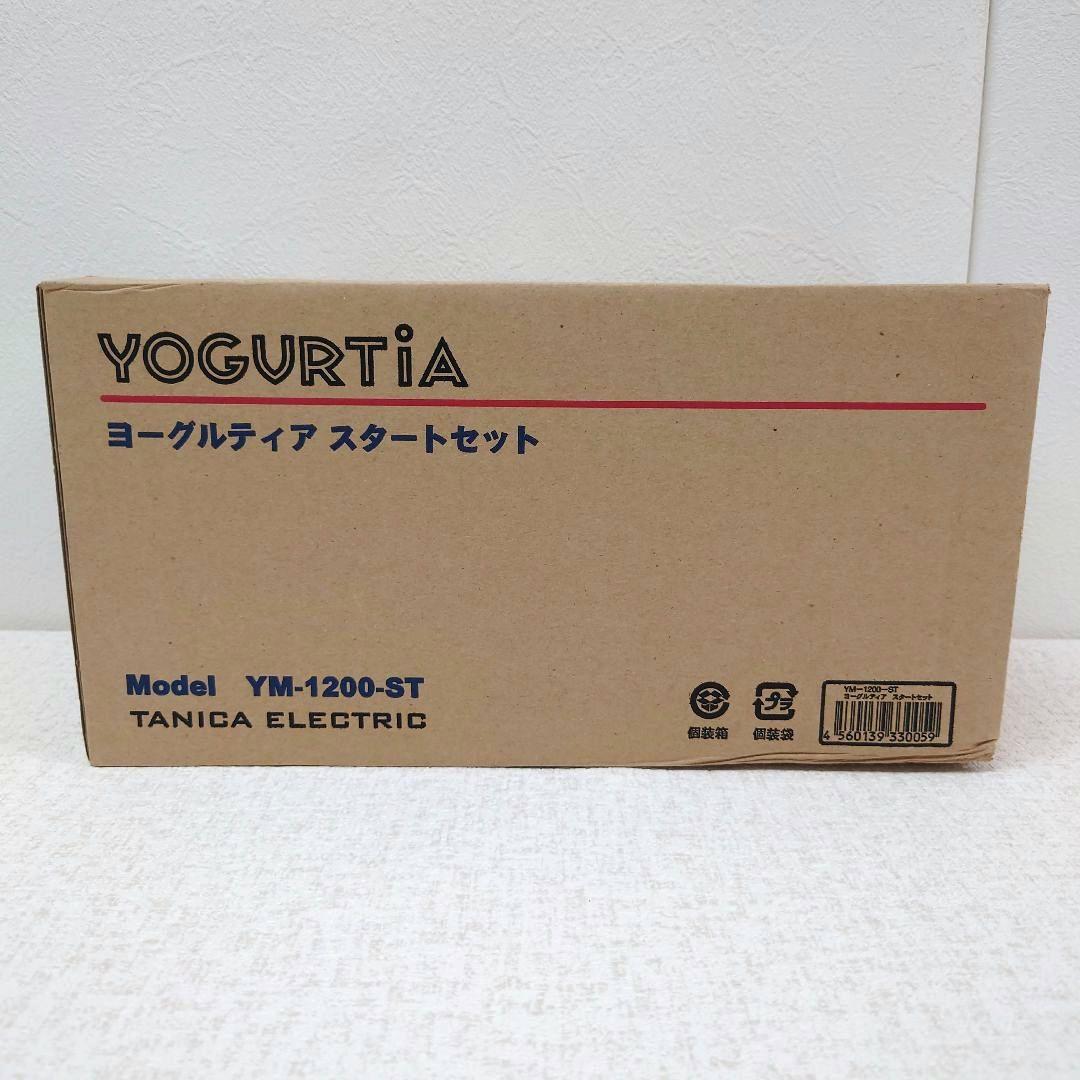 YOGURTiA
ヨーグルティア スタートセット
Model YM-1200-ST
TANICA ELECTRIC
個装箱
プラ
個装袋
YM-1200-ST
ヨーグルティア スタートセット
4 560139 330059